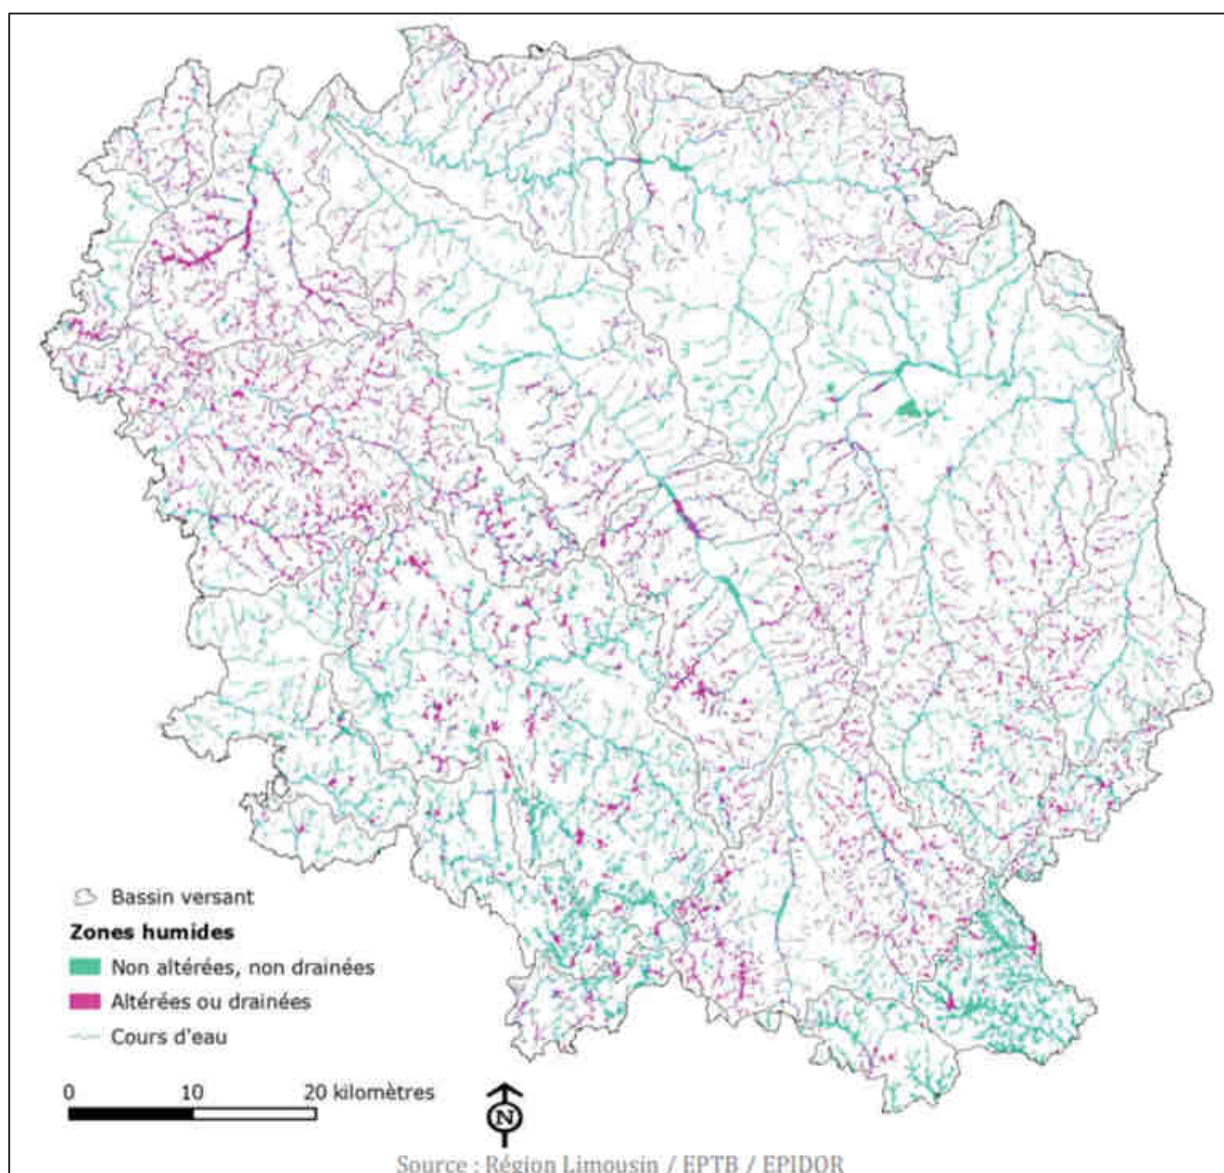 Bassin versant
Zones humides
Non altérées, non drainées
Altérées ou drainées
Cours d'eau
0 10 20 kilomètres
N
Source : Région Limousin / EPTB / EPIDOR